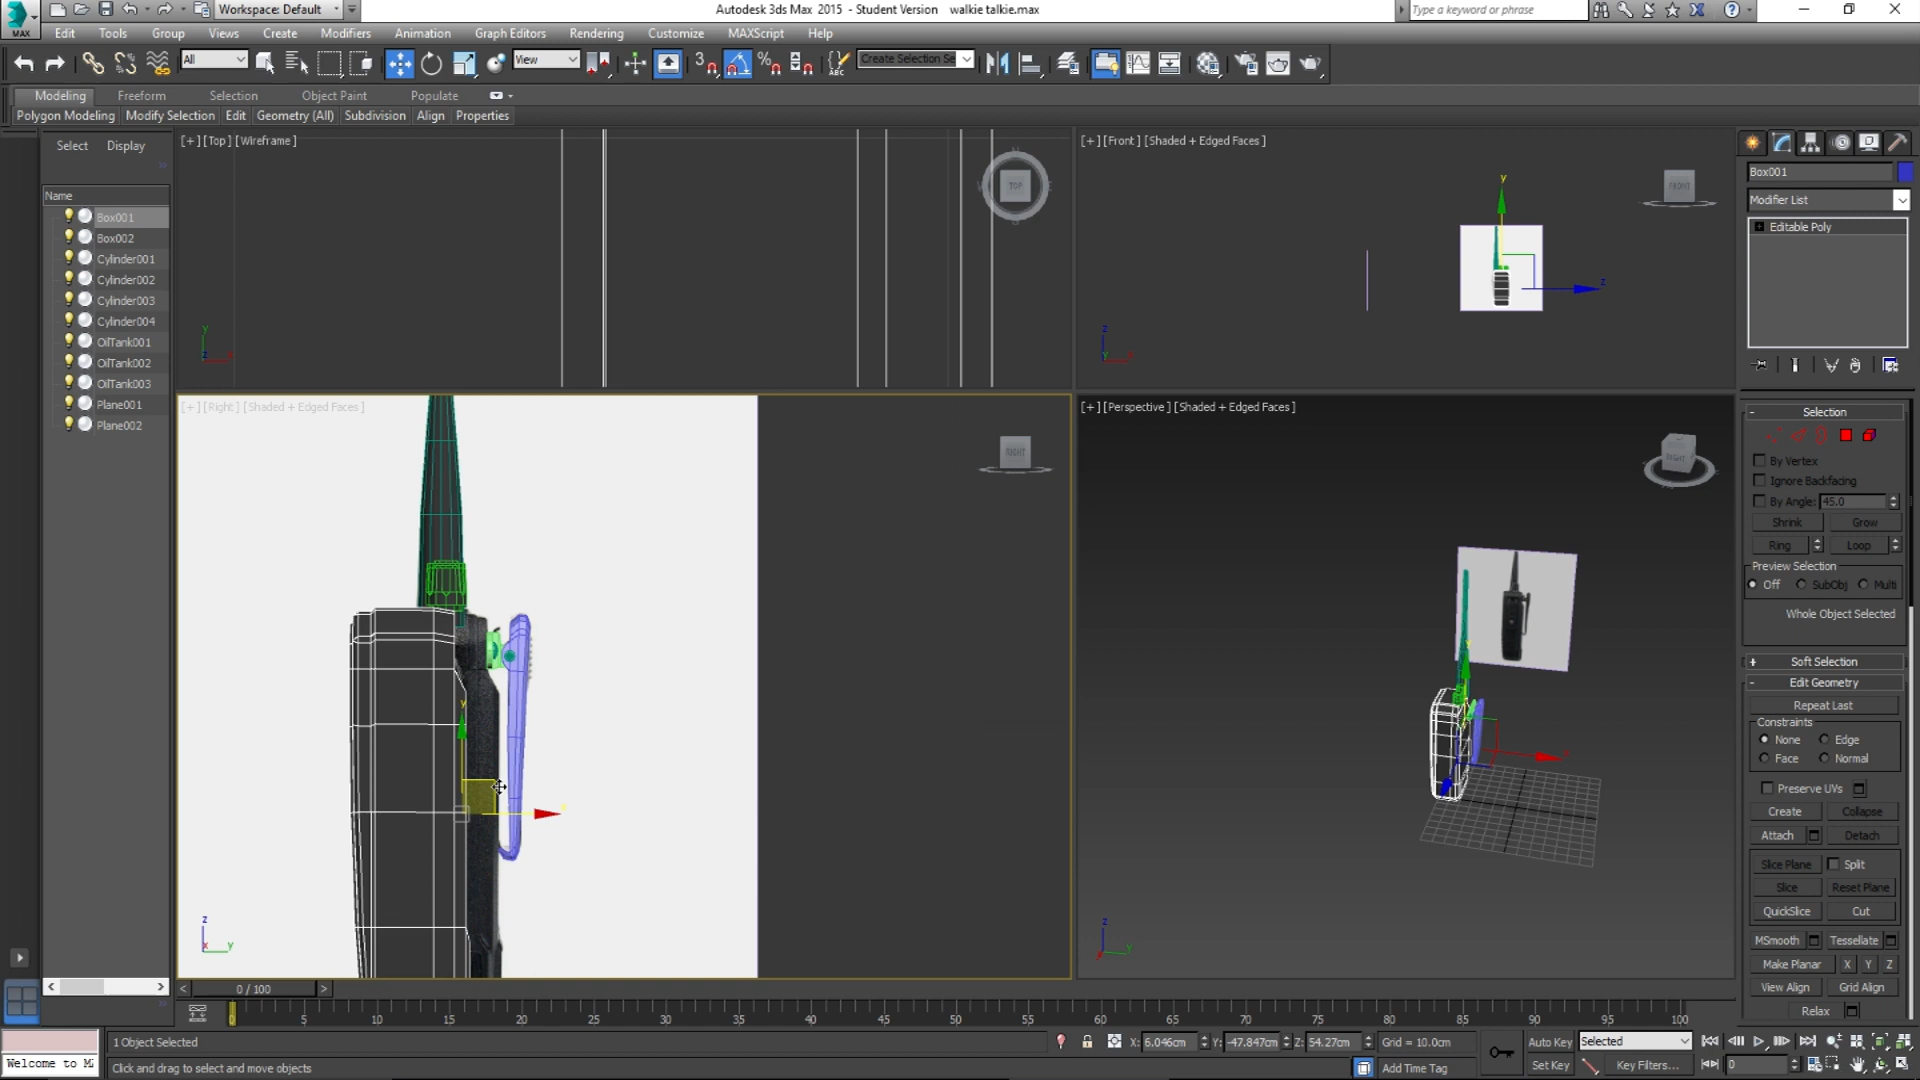 Workspace: Default
Autodesk 3ds Max 2015 - Student Version walkie talkie.max
Type a keyword or phrase
MAX
Edit Tools Group Views Create Modifiers Animation Graph Editors Rendering Customize MAXScript Help
All
View
Create Selection Se
Modeling Freeform Selection Object Paint Populate
Polygon Modeling Modify Selection Edit Geometry (All) Subdivision Align Properties
Select Display
Name
Box001
Box002
Cylinder001
Cylinder002
Cylinder003
Cylinder004
OilTank001
OilTank002
OilTank003
Plane001
Plane002
[+] [Top] [Wireframe]
TOP
[+] [Front] [Shaded + Edged Faces]
FRONT
[+] [Right] [Shaded + Edged Faces]
RIGHT
[+] [Perspective] [Shaded + Edged Faces]
RIGHT
Box001
Modifier List
Editable Poly
Selection
By Vertex
Ignore Backfacing
By Angle: 45.0
Shrink Grow
Ring Loop
Preview Selection
Off SubObj Multi
Whole Object Selected
Soft Selection
Edit Geometry
Repeat Last
Constraints
None Edge
Face Normal
Preserve UVs
Create Collapse
Attach Detach
Slice Plane Split
Slice Reset Plane
QuickSlice Cut
MSmooth Tessellate
Make Planar X Y Z
View Align Grid Align
Relax
0 / 100
5 10 15 20 25 30 35 40 45 50 55 60 65 70 75 80 85 90 95 100
1 Object Selected
X: 6.046cm Y: -47.847cm Z: 54.27cm Grid = 10.0cm
Auto Key Selected
Welcome to M
Click and drag to select and move objects
Add Time Tag
Set Key Key Filters... 0